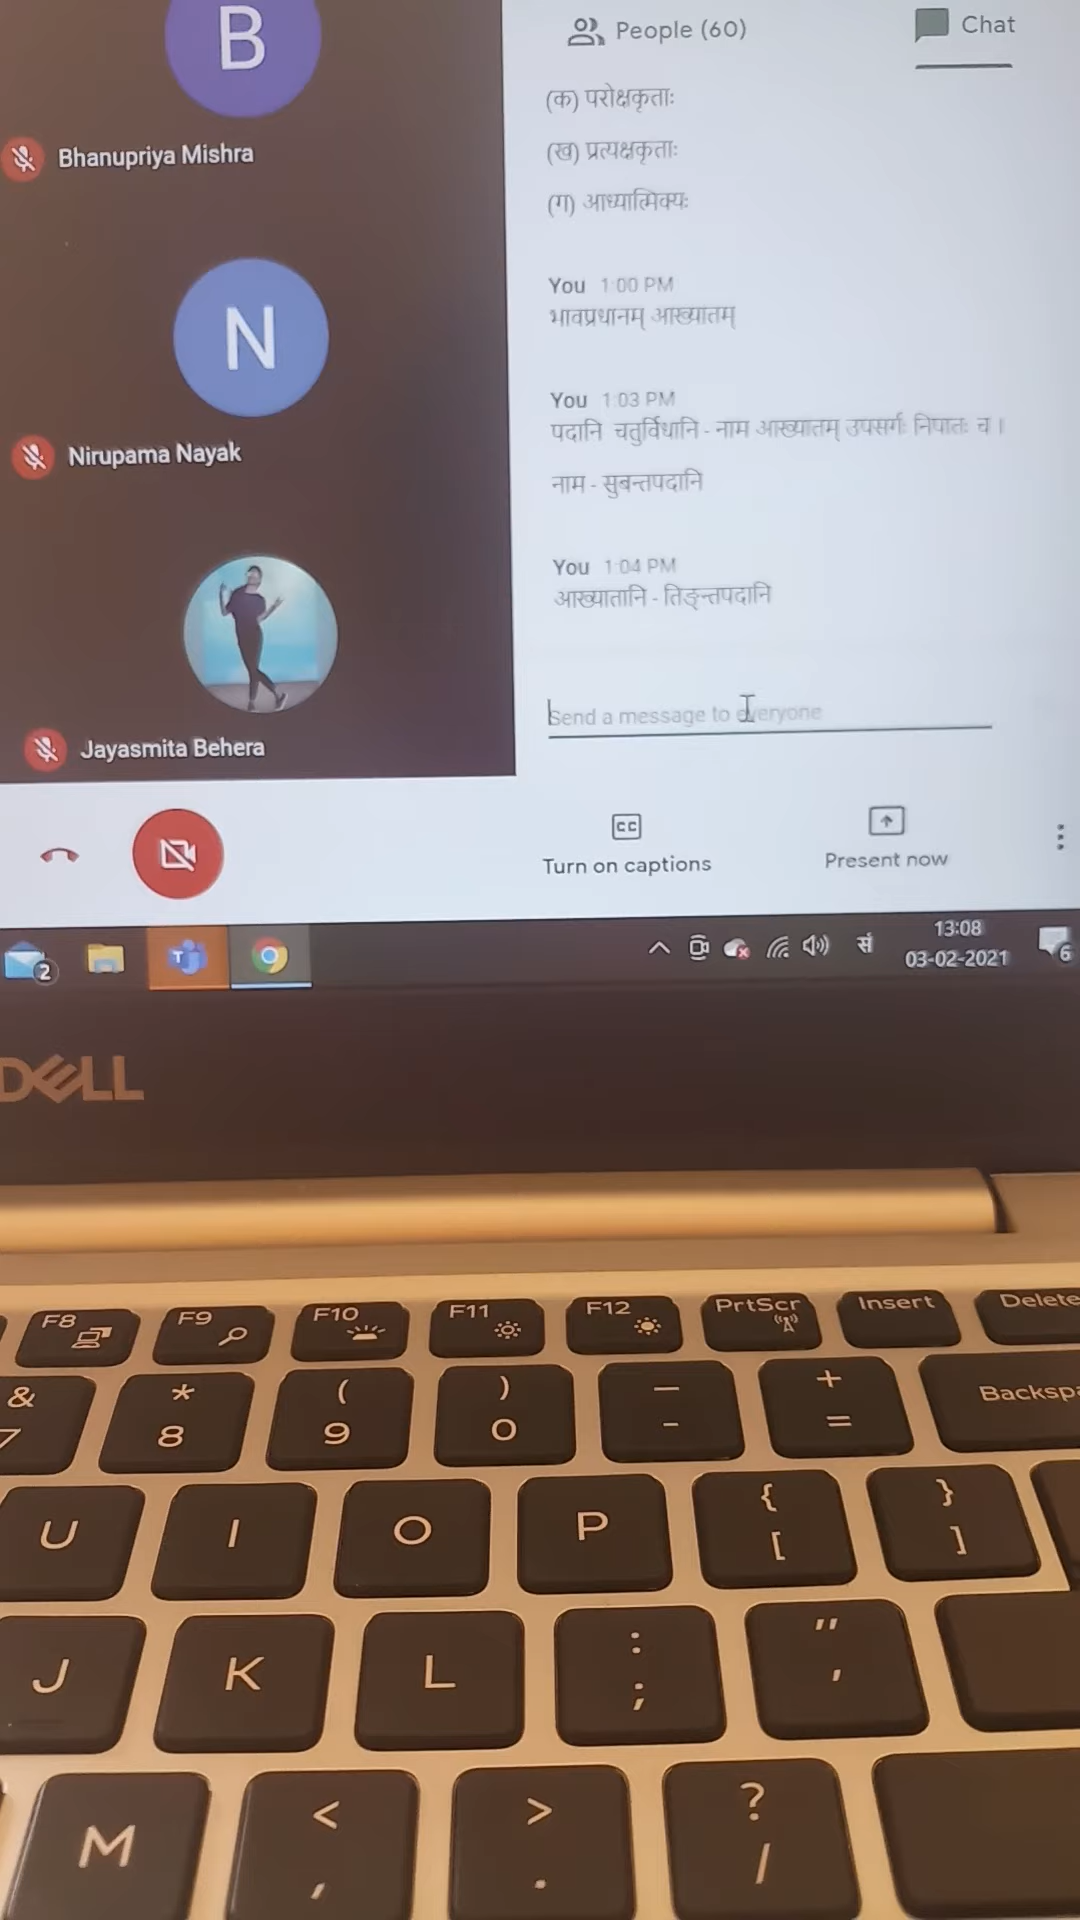 B
People (60)
Chat
Bhanupriya Mishra
(क) परोक्षकृताः
(ख) प्रत्यक्षकृताः
(ग) आध्यात्मिक्यः
You 1:00 PM
भावप्रधानम् आख्यातम्
N
Nirupama Nayak
You 1:03 PM
पदानि चतुर्विधानि - नाम आख्यातम् उपसर्गः निपातः च ।
नाम - सुबन्तपदानि
You 1:04 PM
आख्यातानि - तिङ्न्तपदानि
Jayasmita Behera
Send a message to everyone
CC
Turn on captions
Present now
2
T
सं
13:08
03-02-2021
6
DELL
F8 F9 F10 F11 F12 PrtScr Insert Delete
& 7 * 8 ( 9 ) 0 — - + = Backspa
U I O P { [ } ]
J K L : ; " '
M < , > . ? /